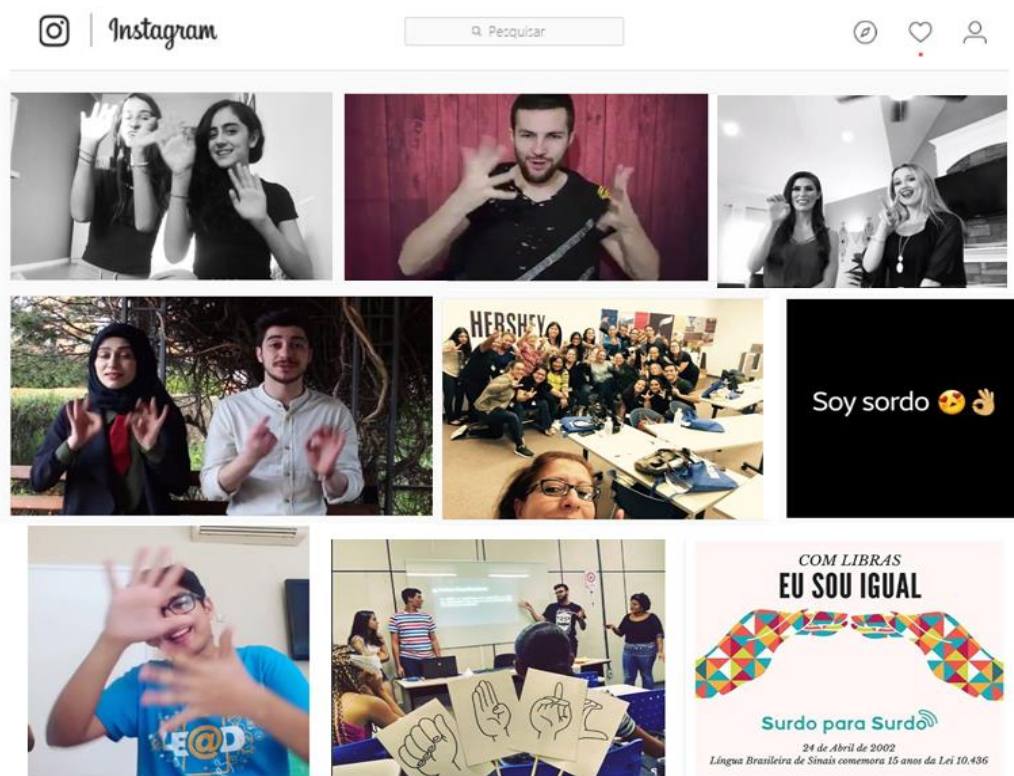 Instagram
Pesquisar
HERSHEY
Soy sordo 😍👌🏼
COM LIBRAS
EU SOU IGUAL
E@D
Surdo para Surdo
24 de Abril de 2002
Língua Brasileira de Sinais comemora 15 anos da Lei 10.436